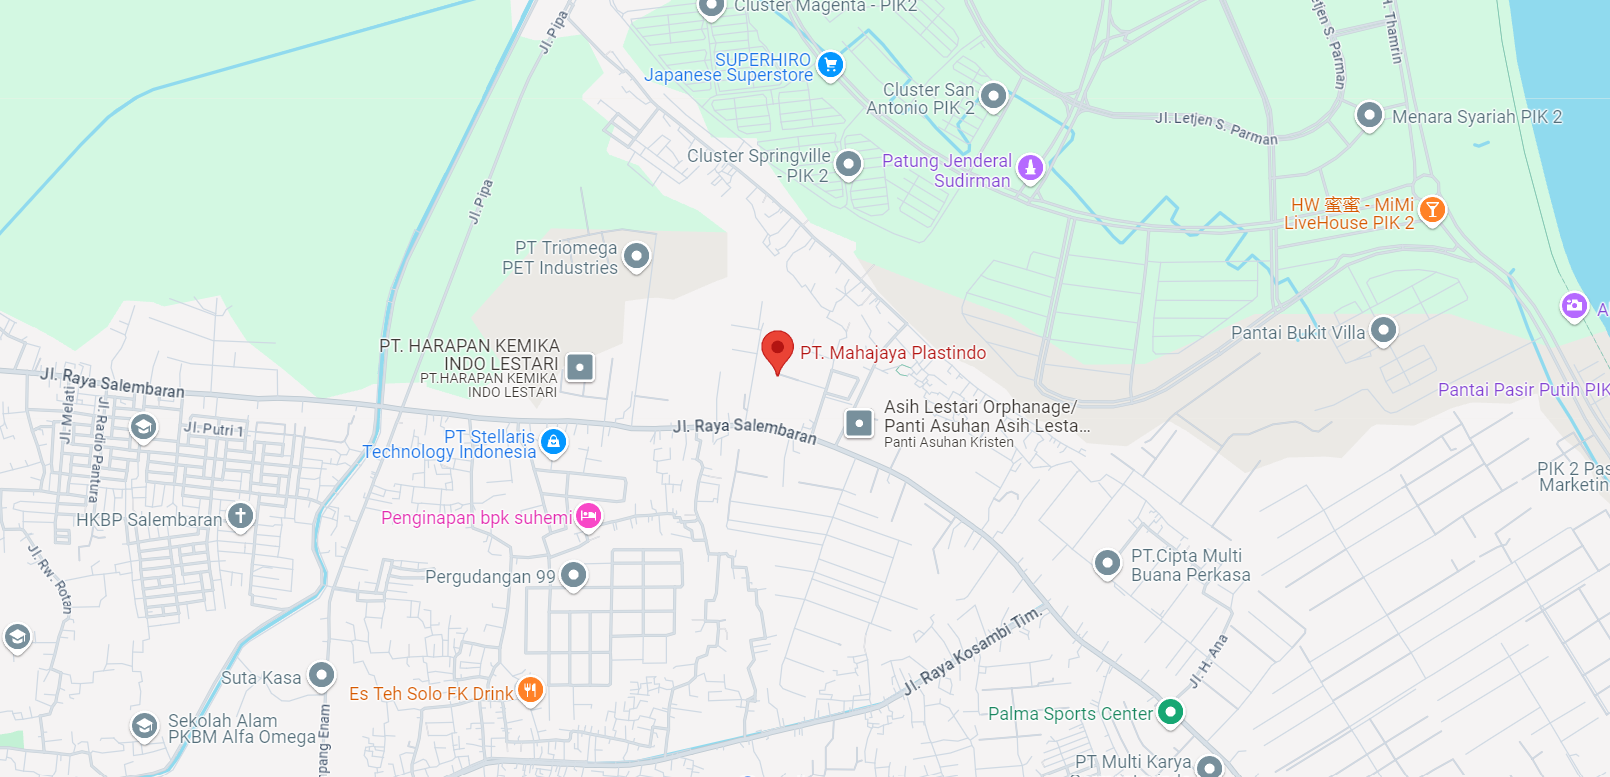 Cluster Magenta - PIK2
Jl. Pipa
SUPERHIRO
Japanese Superstore
Cluster San
Antonio PIK 2
Letjen S. Parman
H. Thamrin
Jl. Letjen S. Parman
Menara Syariah PIK 2
Cluster Springville
- PIK 2
Patung Jenderal
Sudirman
Jl. Pipa
HW 蜜蜜 - MiMi
LiveHouse PIK 2
PT Triomega
PET Industries
A
Pantai Bukit Villa
PT. HARAPAN KEMIKA
INDO LESTARI
PT.HARAPAN KEMIKA
INDO LESTARI
PT. Mahajaya Plastindo
Jl. Raya Salembaran
Jl. Melati
Jl. Radio Pantura
Jl. Putri 1
Pantai Pasir Putih PIK
Asih Lestari Orphanage/
Panti Asuhan Asih Lesta...
Panti Asuhan Kristen
Jl. Raya Salembaran
PT Stellaris
Technology Indonesia
PIK 2 Pas
Marketin
HKBP Salembaran
Penginapan bpk suhemi
Jl. Rw. Rotan
Pergudangan 99
PT.Cipta Multi
Buana Perkasa
Jl. Raya Kosambi Tim.
Jl. H. Ana
Suta Kasa
Es Teh Solo FK Drink
Sekolah Alam
PKBM Alfa Omega
pang Enam
Palma Sports Center
PT Multi Karya